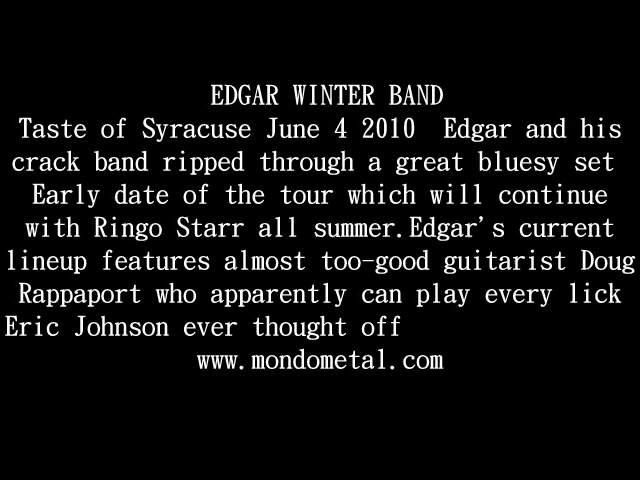 EDGAR WINTER BAND
Taste of Syracuse June 4 2010  Edgar and his
crack band ripped through a great bluesy set
Early date of the tour which will continue
with Ringo Starr all summer.Edgar's current
lineup features almost too-good guitarist Doug
Rappaport who apparently can play every lick
Eric Johnson ever thought off
www.mondometal.com